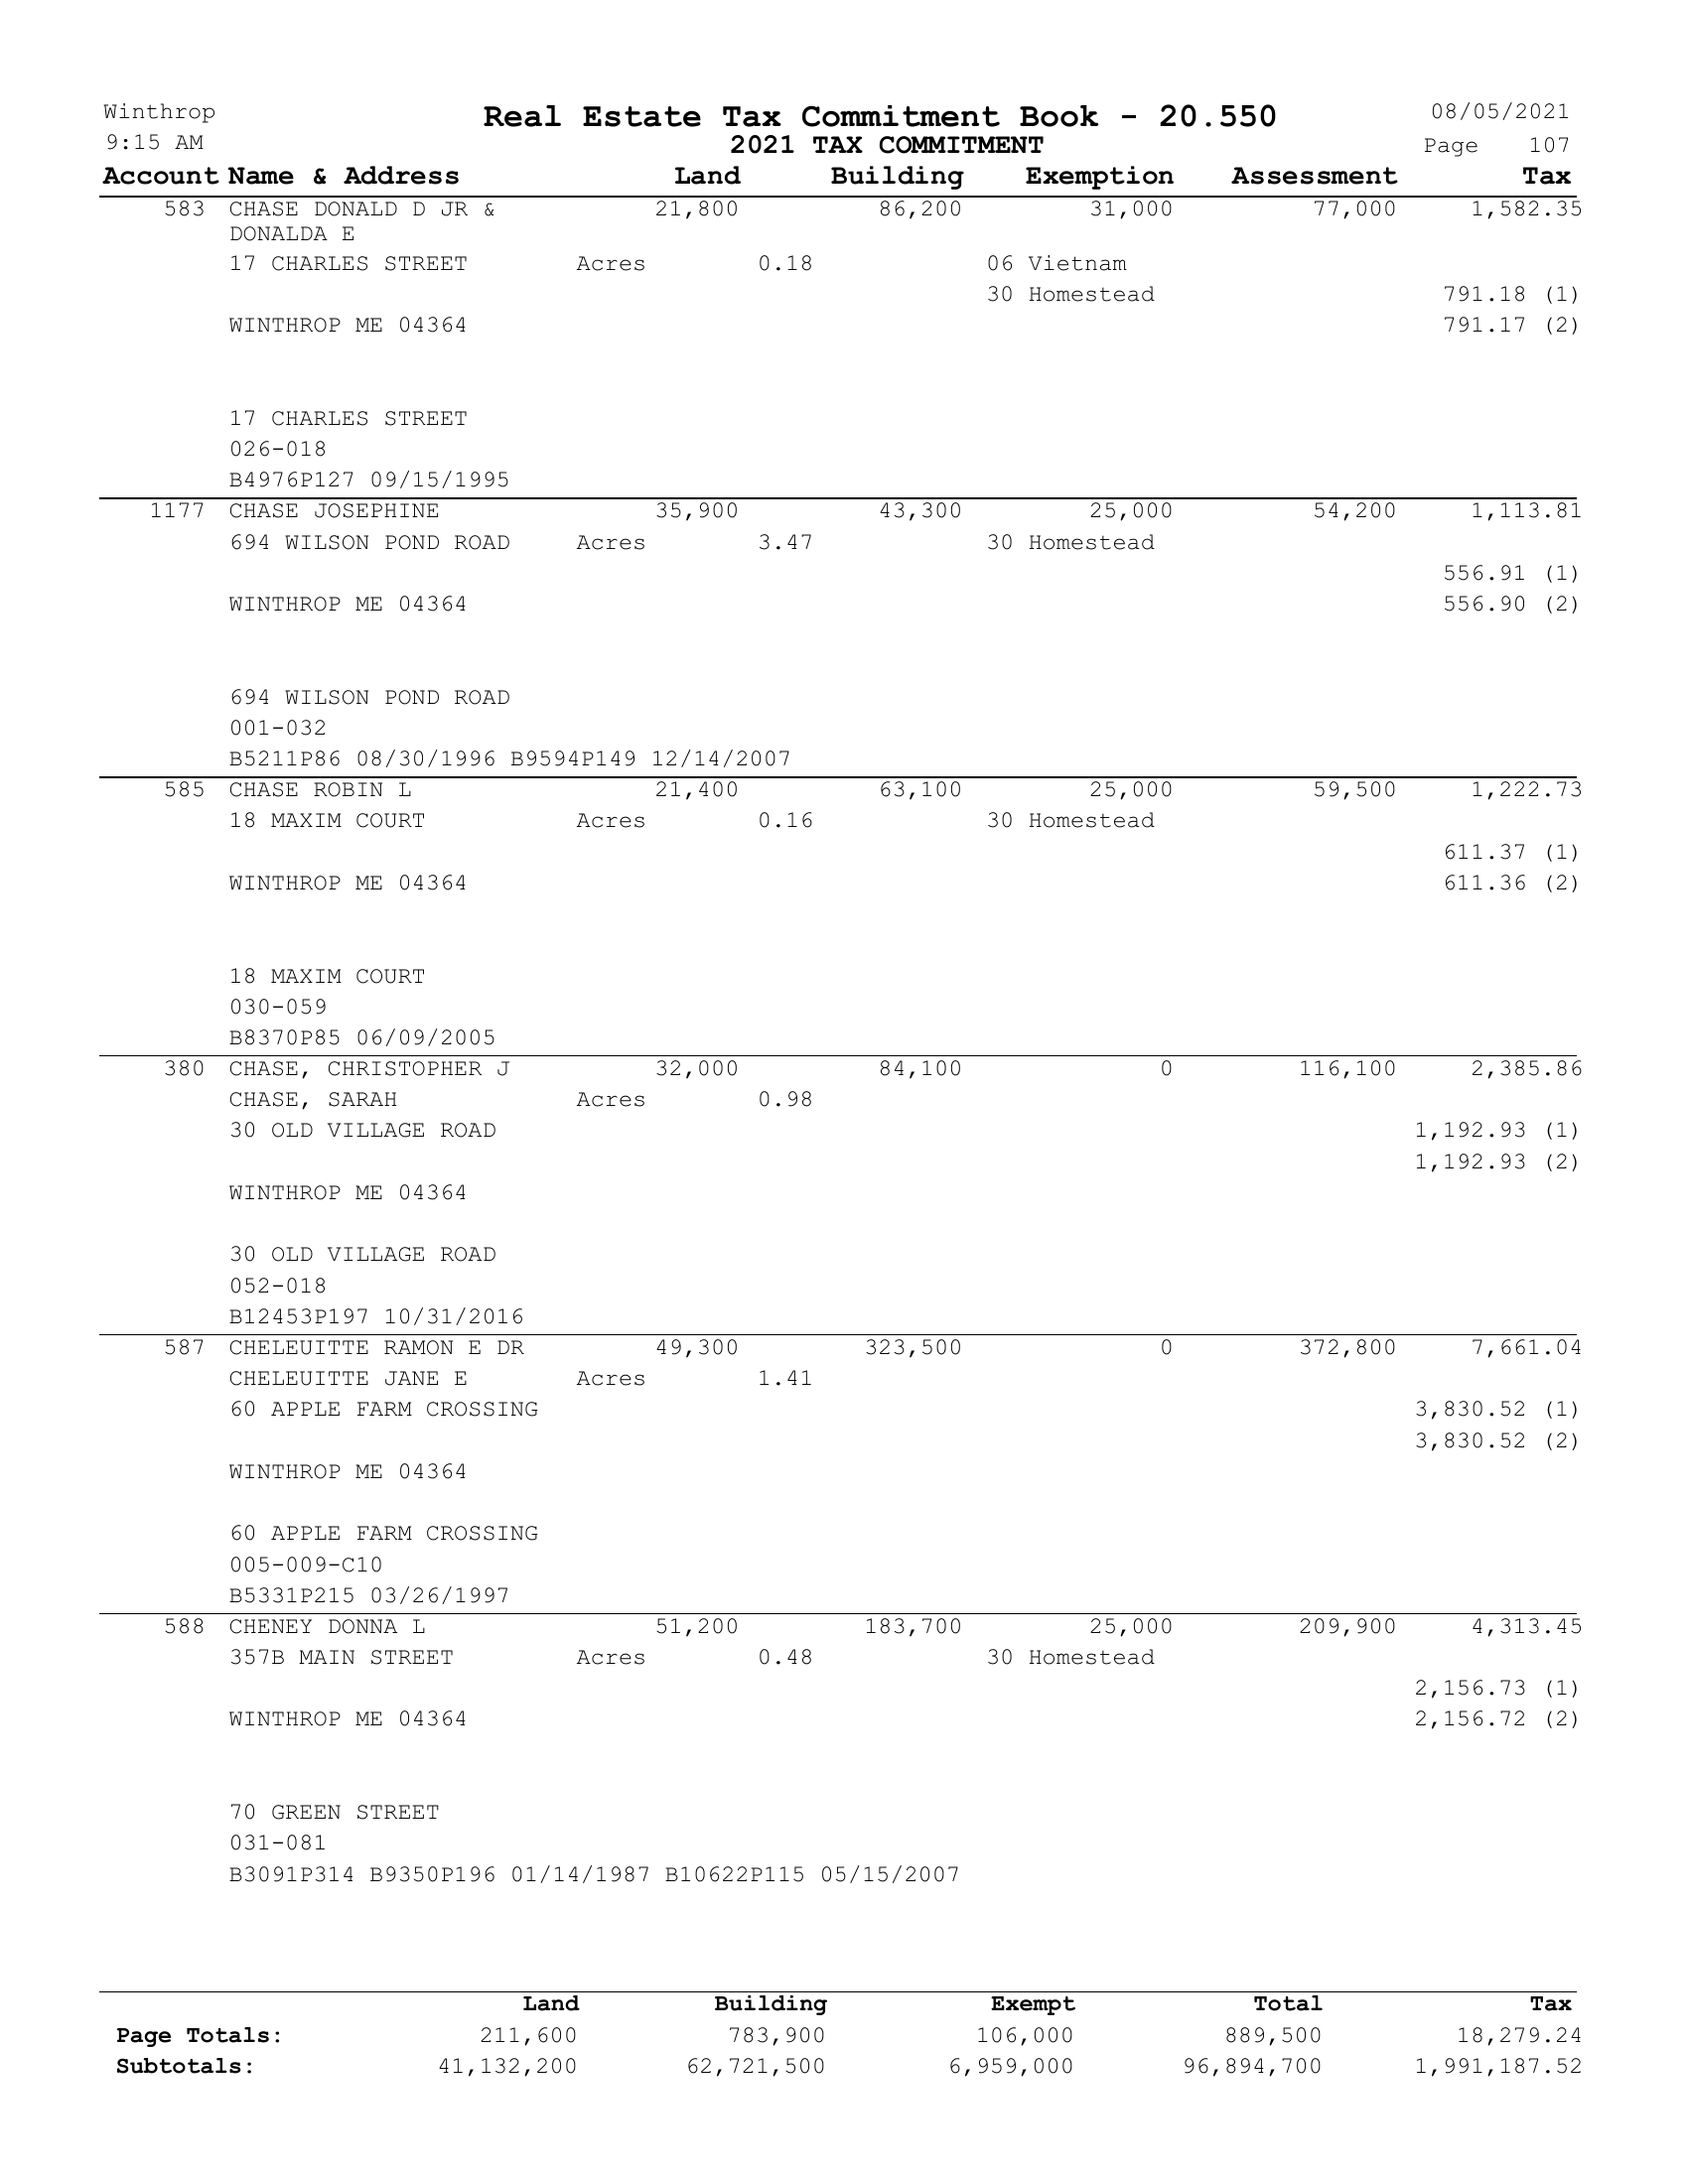 Winthrop Real Estate Tax Commitment Book - 20.550 08/05/2021
9:15 AM 2021 TAX COMMITMENT Page 107
Account Name & Address Land Building Exemption Assessment Tax
583 CHASE DONALD D JR & 21,800 86,200 31,000 77,000 1,582.35
DONALDA E
17 CHARLES STREET Acres 0.18 06 Vietnam
30 Homestead 791.18 (1)
WINTHROP ME 04364 791.17 (2)
17 CHARLES STREET
026-018
B4976P127 09/15/1995
1177 CHASE JOSEPHINE 35,900 43,300 25,000 54,200 1,113.81
694 WILSON POND ROAD Acres 3.47 30 Homestead
556.91 (1)
WINTHROP ME 04364 556.90 (2)
694 WILSON POND ROAD
001-032
B5211P86 08/30/1996 B9594P149 12/14/2007
585 CHASE ROBIN L 21,400 63,100 25,000 59,500 1,222.73
18 MAXIM COURT Acres 0.16 30 Homestead
611.37 (1)
WINTHROP ME 04364 611.36 (2)
18 MAXIM COURT
030-059
B8370P85 06/09/2005
380 CHASE, CHRISTOPHER J 32,000 84,100 0 116,100 2,385.86
CHASE, SARAH Acres 0.98
30 OLD VILLAGE ROAD 1,192.93 (1)
1,192.93 (2)
WINTHROP ME 04364
30 OLD VILLAGE ROAD
052-018
B12453P197 10/31/2016
587 CHELEUITTE RAMON E DR 49,300 323,500 0 372,800 7,661.04
CHELEUITTE JANE E Acres 1.41
60 APPLE FARM CROSSING 3,830.52 (1)
3,830.52 (2)
WINTHROP ME 04364
60 APPLE FARM CROSSING
005-009-C10
B5331P215 03/26/1997
588 CHENEY DONNA L 51,200 183,700 25,000 209,900 4,313.45
357B MAIN STREET Acres 0.48 30 Homestead
2,156.73 (1)
WINTHROP ME 04364 2,156.72 (2)
70 GREEN STREET
031-081
B3091P314 B9350P196 01/14/1987 B10622P115 05/15/2007
Land Building Exempt Total Tax
Page Totals: 211,600 783,900 106,000 889,500 18,279.24
Subtotals: 41,132,200 62,721,500 6,959,000 96,894,700 1,991,187.52